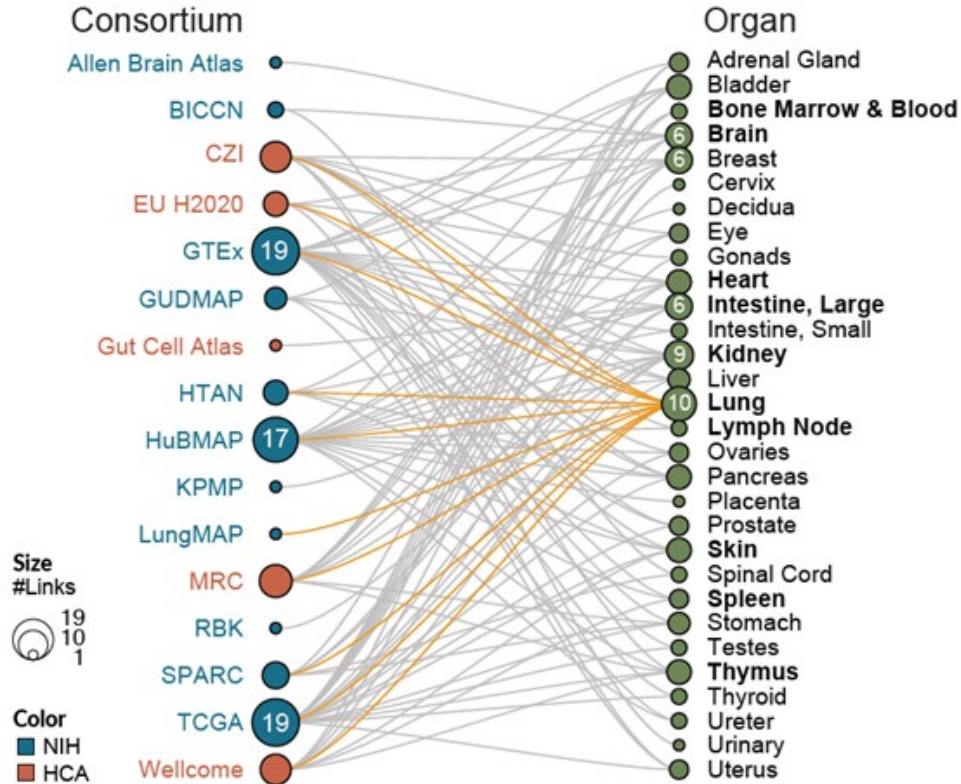 Consortium
Organ
Allen Brain Atlas
BICCN
CZI
EU H2020
GTEx
19
GUDMAP
Gut Cell Atlas
HTAN
HuBMAP
17
KPMP
LungMAP
MRC
RBK
SPARC
TCGA
19
Wellcome
Adrenal Gland
Bladder
Bone Marrow & Blood
6 Brain
6 Breast
Cervix
Decidua
Eye
Gonads
Heart
6 Intestine, Large
Intestine, Small
9 Kidney
Liver
10 Lung
Lymph Node
Ovaries
Pancreas
Placenta
Prostate
Skin
Spinal Cord
Spleen
Stomach
Testes
Thymus
Thyroid
Ureter
Urinary
Uterus
Size
#Links
19
10
1
Color
NIH
HCA